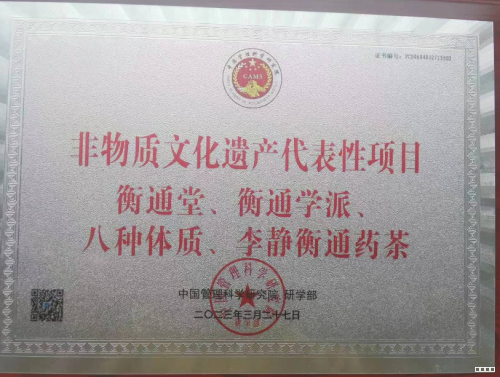 CAMS
非物质文化遗产代表性项目
衡通堂、衡通学派、
八种体质、李静衡通药茶
中国管理科学研究院 研学部
二〇二三年三月二十七日